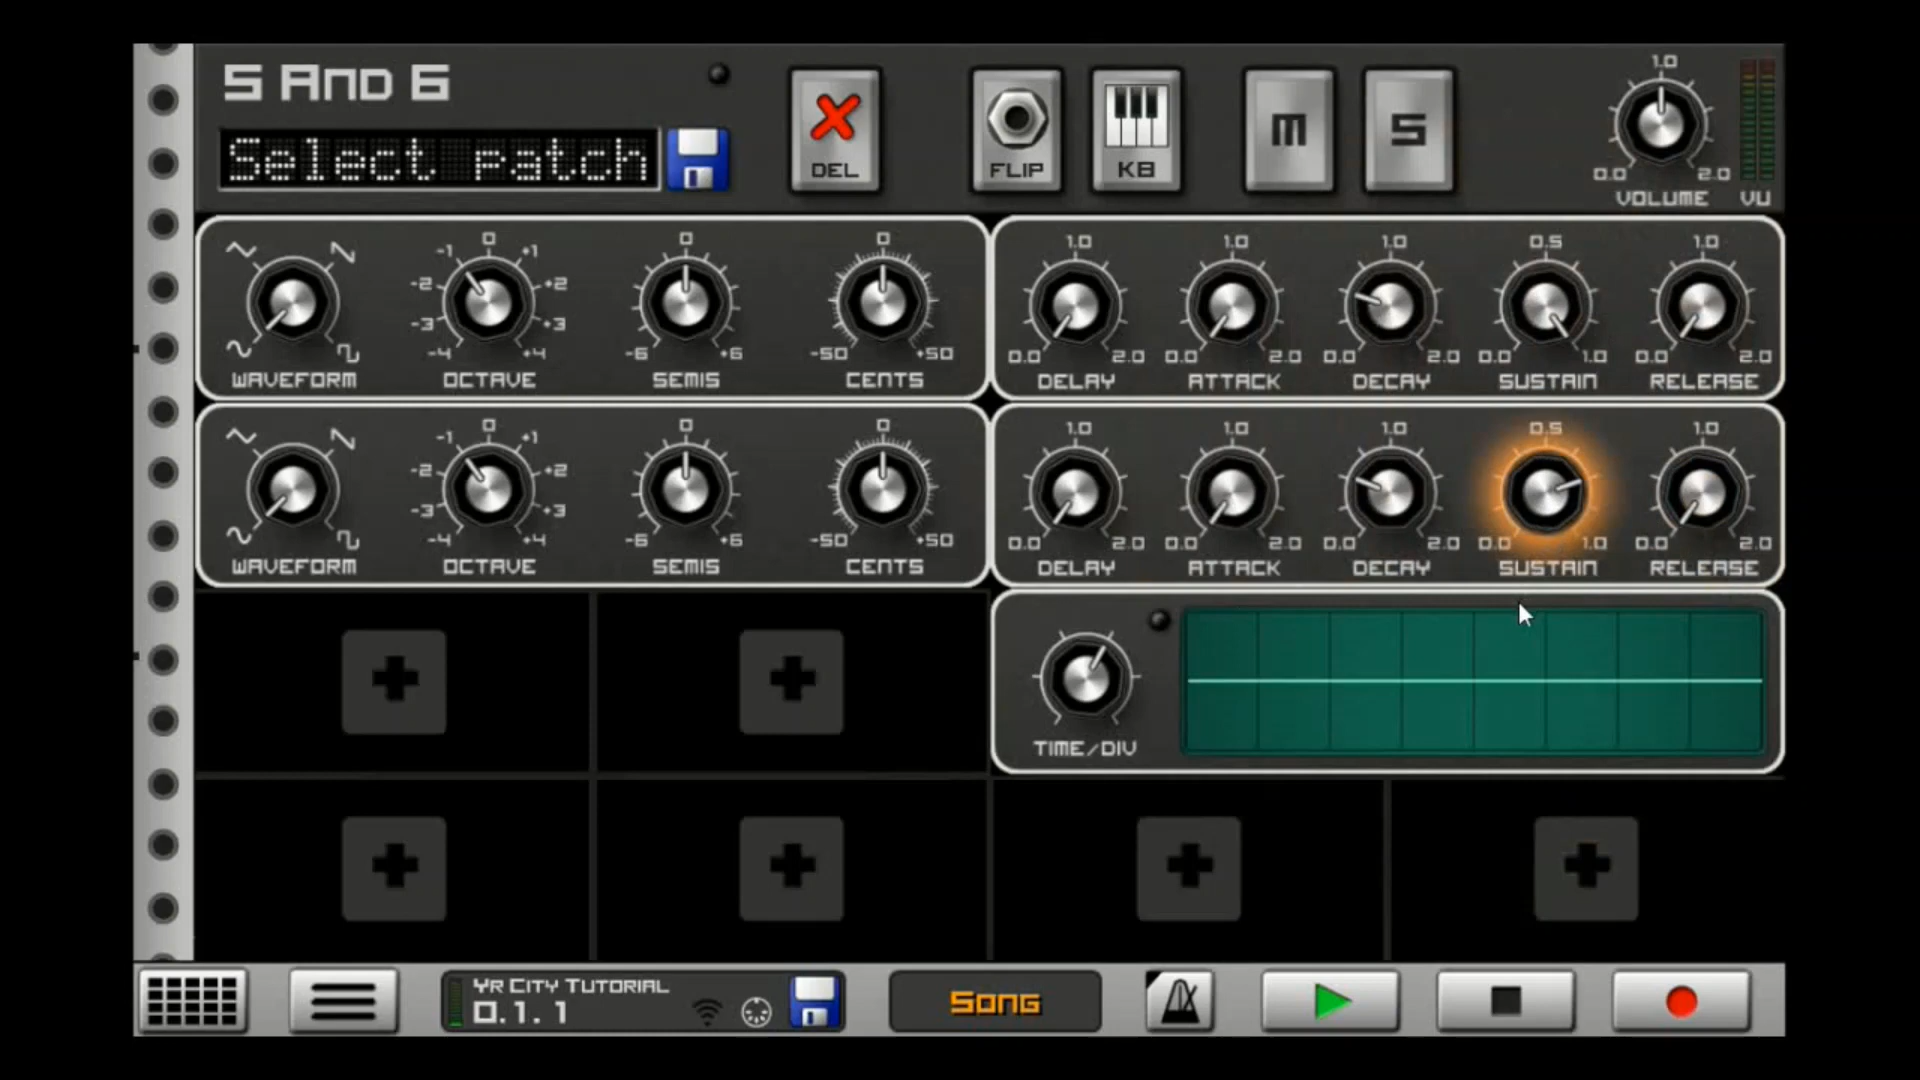 5 And 6
Select patch
DEL
FLIP
KB
M
S
1.0
0.0 2.0
VOLUME VU
-1 0 +1
-2 +2
-3 +3
-4 +4
0
-6 +6
0
-50 +50
WAVEFORM OCTAVE SEMIS CENTS
1.0 1.0 1.0 0.5 1.0
0.0 2.0 0.0 2.0 0.0 2.0 0.0 1.0 0.0 2.0
DELAY ATTACK DECAY SUSTAIN RELEASE
-1 0 +1
-2 +2
-3 +3
-4 +4
0
-6 +6
0
-50 +50
WAVEFORM OCTAVE SEMIS CENTS
1.0 1.0 1.0 0.5 1.0
0.0 2.0 0.0 2.0 0.0 2.0 0.0 1.0 0.0 2.0
DELAY ATTACK DECAY SUSTAIN RELEASE
TIME/DIV
Yr City Tutorial
0.1. 1
Song